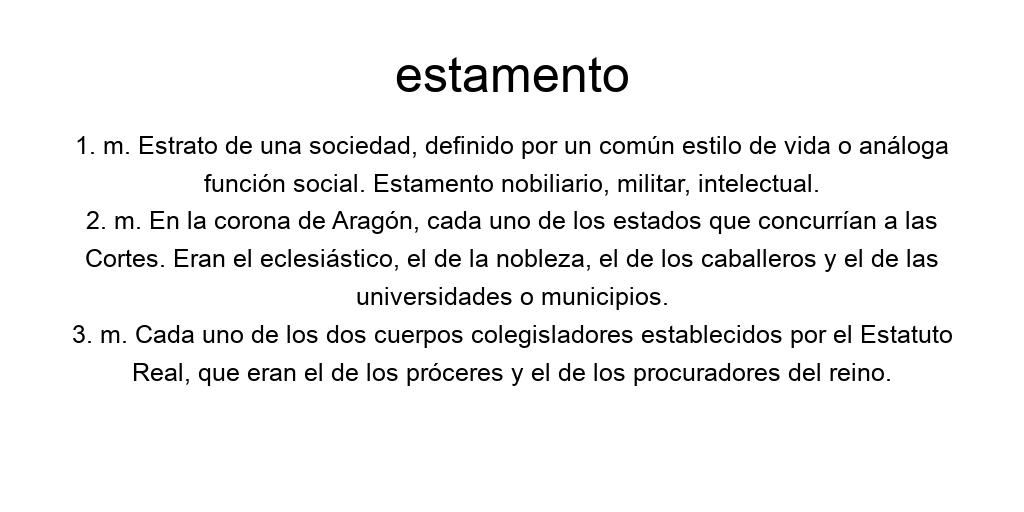 estamento
1. m. Estrato de una sociedad, definido por un común estilo de vida o análoga
función social. Estamento nobiliario, militar, intelectual.
2. m. En la corona de Aragón, cada uno de los estados que concurrían a las
Cortes. Eran el eclesiástico, el de la nobleza, el de los caballeros y el de las
universidades o municipios.
3. m. Cada uno de los dos cuerpos colegisladores establecidos por el Estatuto
Real, que eran el de los próceres y el de los procuradores del reino.